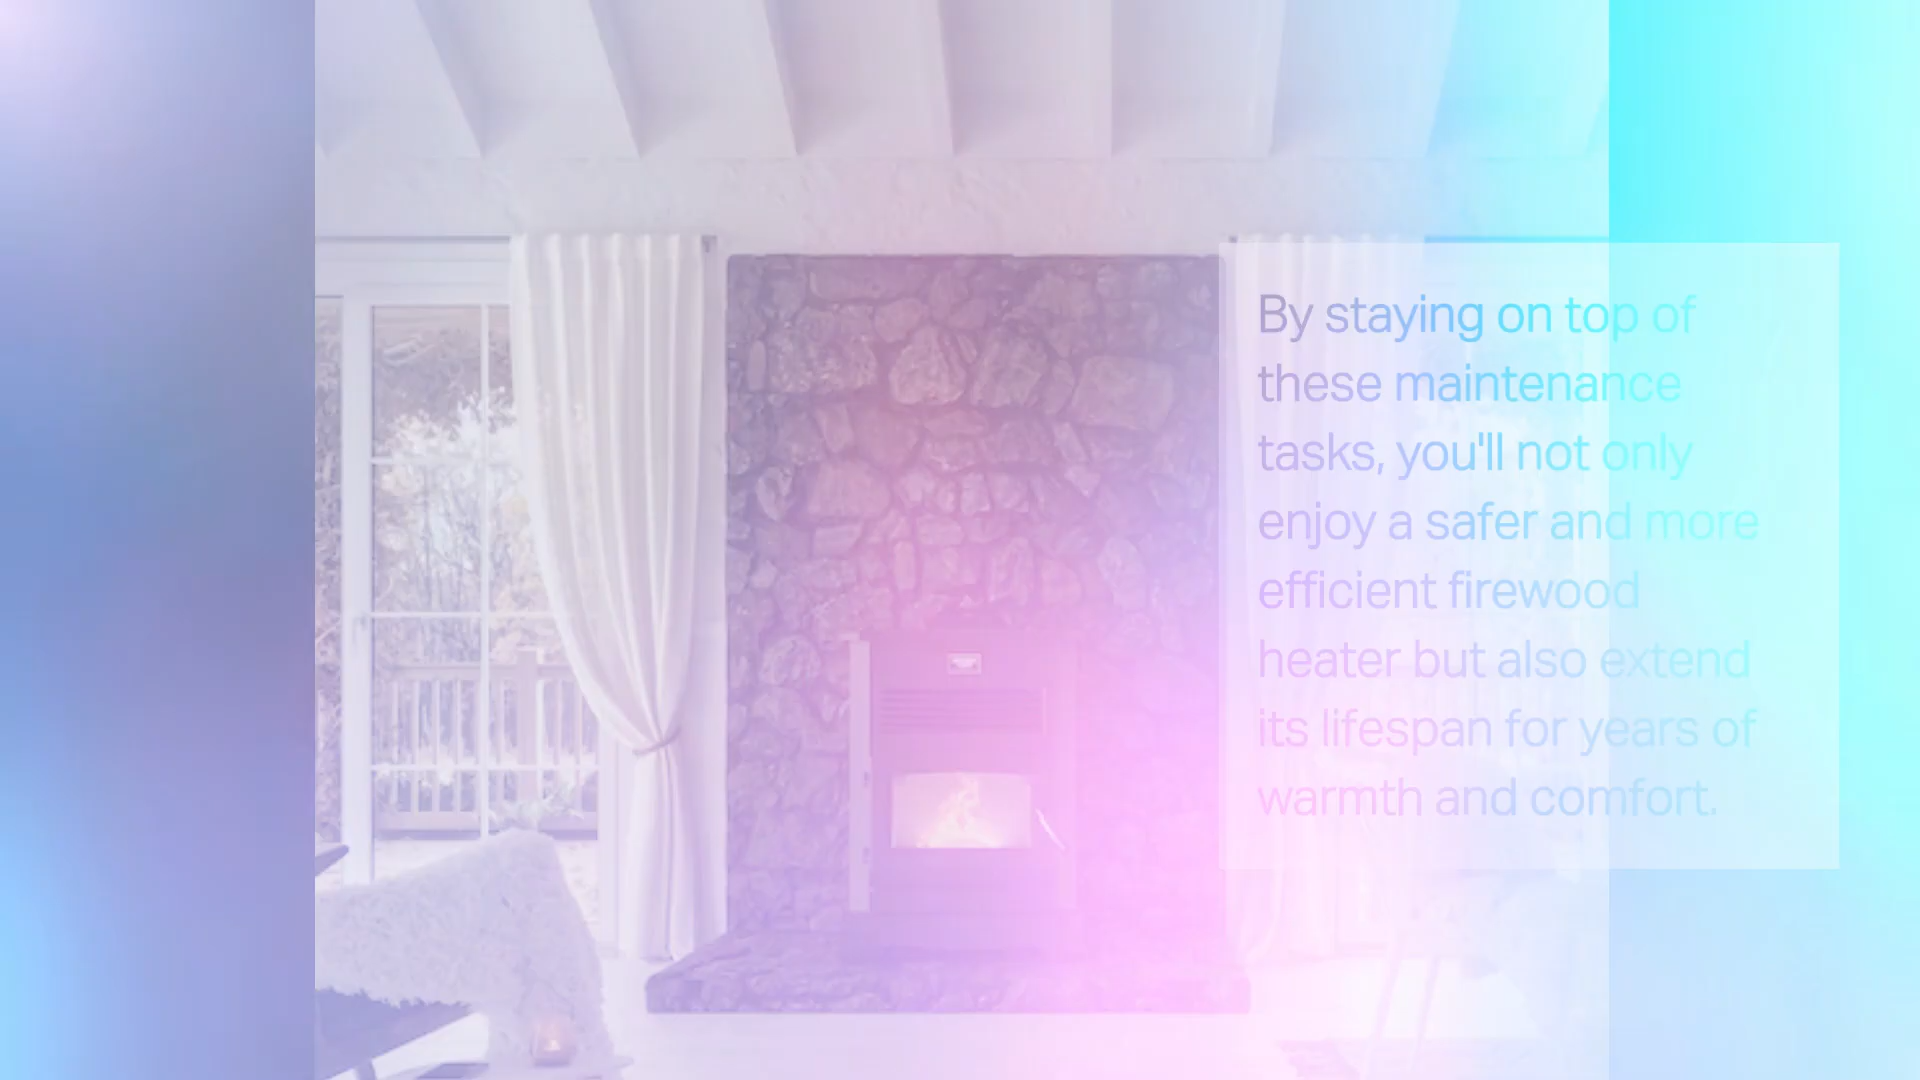 By staying on top of
these maintenance
tasks, you'll not only
enjoy a safer and more
efficient firewood
heater but also extend
its lifespan for years of
warmth and comfort.